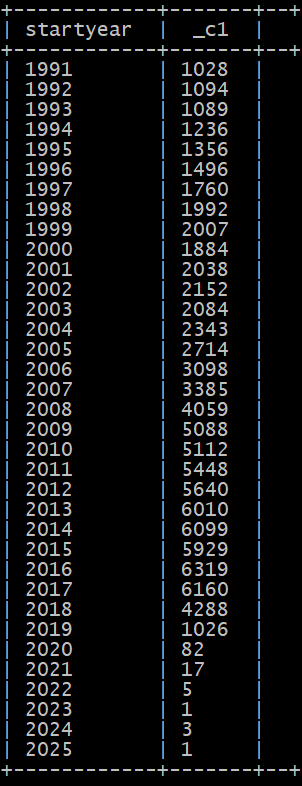 +------------+-------+--+
| startyear | _c1 |
+------------+-------+--+
| 1991 | 1028 |
| 1992 | 1094 |
| 1993 | 1089 |
| 1994 | 1236 |
| 1995 | 1356 |
| 1996 | 1496 |
| 1997 | 1760 |
| 1998 | 1992 |
| 1999 | 2007 |
| 2000 | 1884 |
| 2001 | 2038 |
| 2002 | 2152 |
| 2003 | 2084 |
| 2004 | 2343 |
| 2005 | 2714 |
| 2006 | 3098 |
| 2007 | 3385 |
| 2008 | 4059 |
| 2009 | 5088 |
| 2010 | 5112 |
| 2011 | 5448 |
| 2012 | 5640 |
| 2013 | 6010 |
| 2014 | 6099 |
| 2015 | 5929 |
| 2016 | 6319 |
| 2017 | 6160 |
| 2018 | 4288 |
| 2019 | 1026 |
| 2020 | 82 |
| 2021 | 17 |
| 2022 | 5 |
| 2023 | 1 |
| 2024 | 3 |
| 2025 | 1 |
+------------+-------+--+